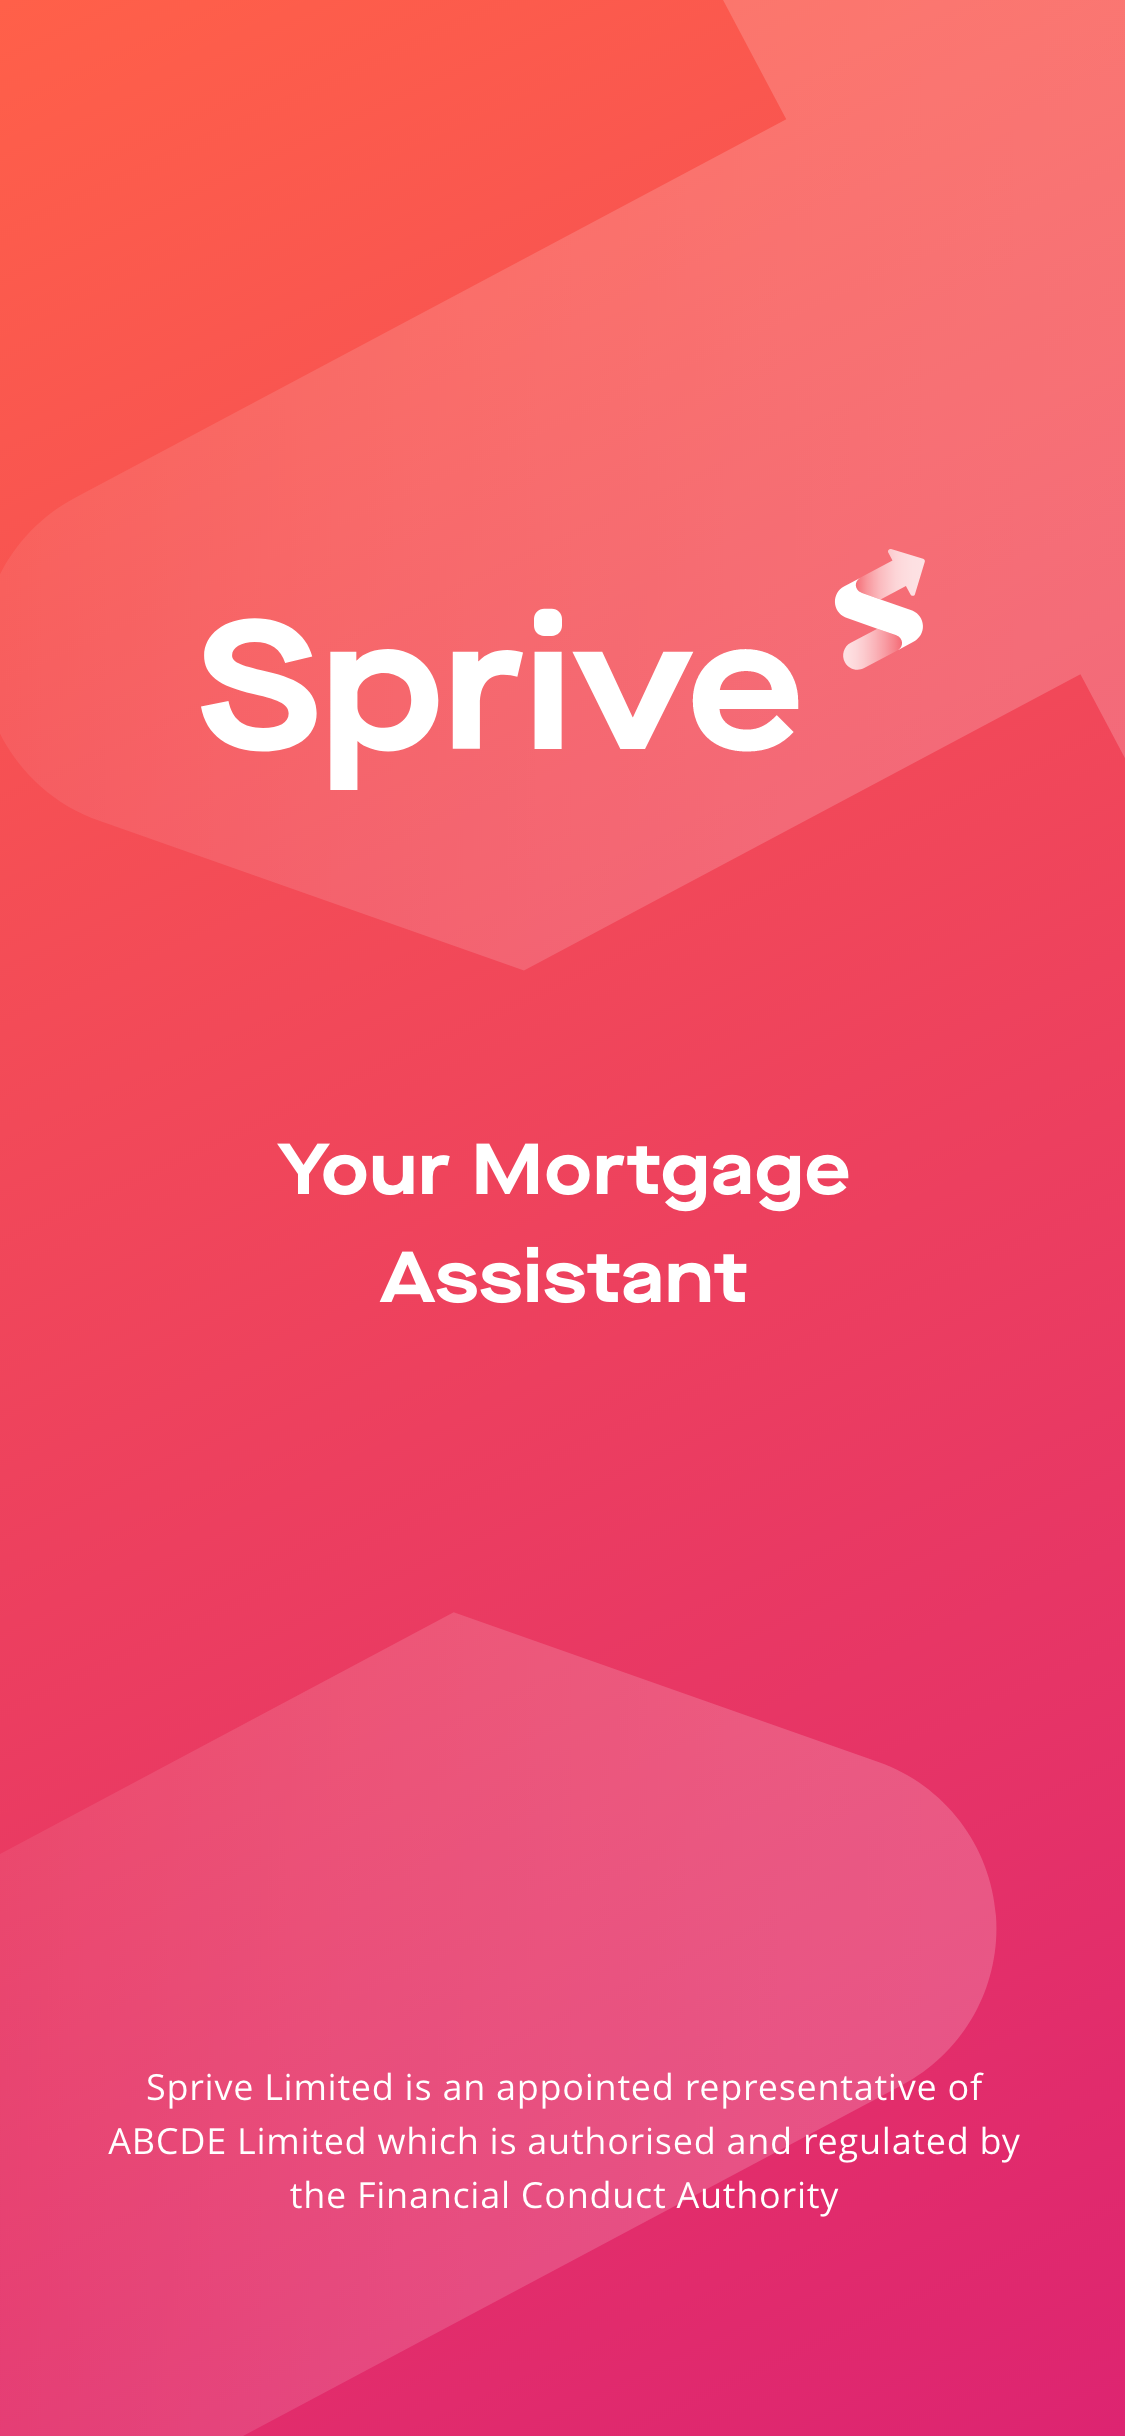 Sprive
Your Mortgage
Assistant
Sprive Limited is an appointed representative of
ABCDE Limited which is authorised and regulated by
the Financial Conduct Authority